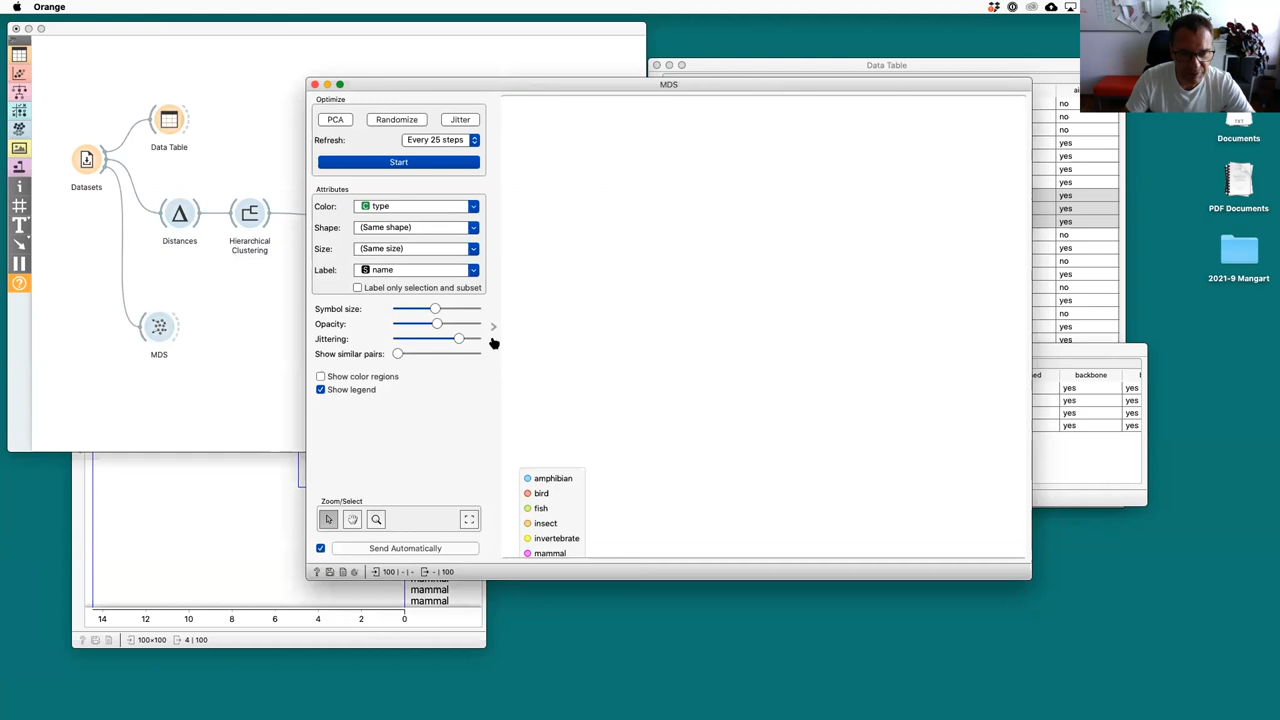 Orange
Data Table
MDS
Data Table
Datasets
Distances
Hierarchical
Clustering
MDS
Optimize
PCA
Randomize
Jitter
Refresh:
Every 25 steps
Start
Attributes
Color:
C type
Shape:
(Same shape)
Size:
(Same size)
Label:
S name
Label only selection and subset
Symbol size:
Opacity:
Jittering:
Show similar pairs:
Show color regions
Show legend
Zoom/Select
Send Automatically
100 | - | -
- | 100
amphibian
bird
fish
insect
invertebrate
mammal
no
no
no
yes
yes
yes
yes
yes
yes
yes
no
yes
no
yes
no
yes
no
yes
yes
backbone
yes
yes
yes
yes
yes
yes
yes
yes
mammal
mammal
14
12
10
8
6
4
2
0
100×100
4 | 100
TXT
Documents
PDF Documents
2021-9 Mangart